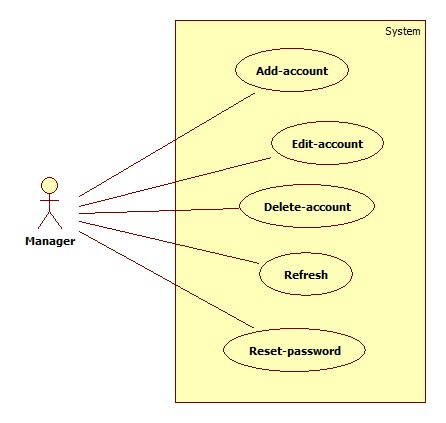 System
Add-account
Edit-account
Delete-account
Manager
Refresh
Reset-password